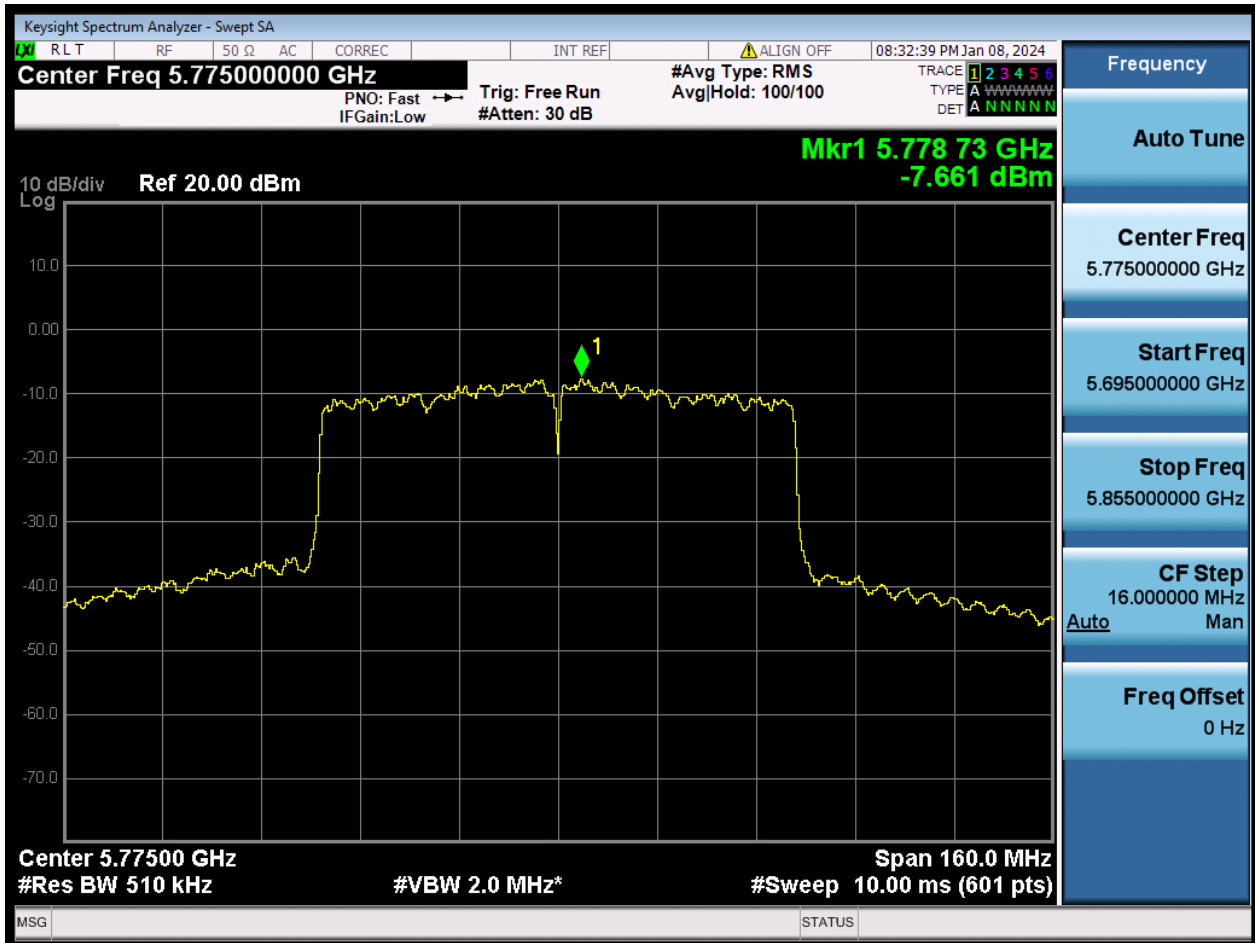 Keysight Spectrum Analyzer - Swept SA
LXI RLT RF 50 Ω AC CORREC INT REF ALIGN OFF 08:32:39 PM Jan 08, 2024
Center Freq 5.775000000 GHz
PNO: Fast
IFGain:Low
Trig: Free Run
#Atten: 30 dB
#Avg Type: RMS
Avg|Hold: 100/100
TRACE 1 2 3 4 5 6
TYPE A WWWWW
DET A N N N N N
Mkr1 5.778 73 GHz
-7.661 dBm
10 dB/div Ref 20.00 dBm
Log
10.0
0.00
-10.0
-20.0
-30.0
-40.0
-50.0
-60.0
-70.0
1
Center 5.77500 GHz Span 160.0 MHz
#Res BW 510 kHz #VBW 2.0 MHz* #Sweep 10.00 ms (601 pts)
MSG STATUS
Frequency
Auto Tune
Center Freq
5.775000000 GHz
Start Freq
5.695000000 GHz
Stop Freq
5.855000000 GHz
CF Step
16.000000 MHz
Auto Man
Freq Offset
0 Hz